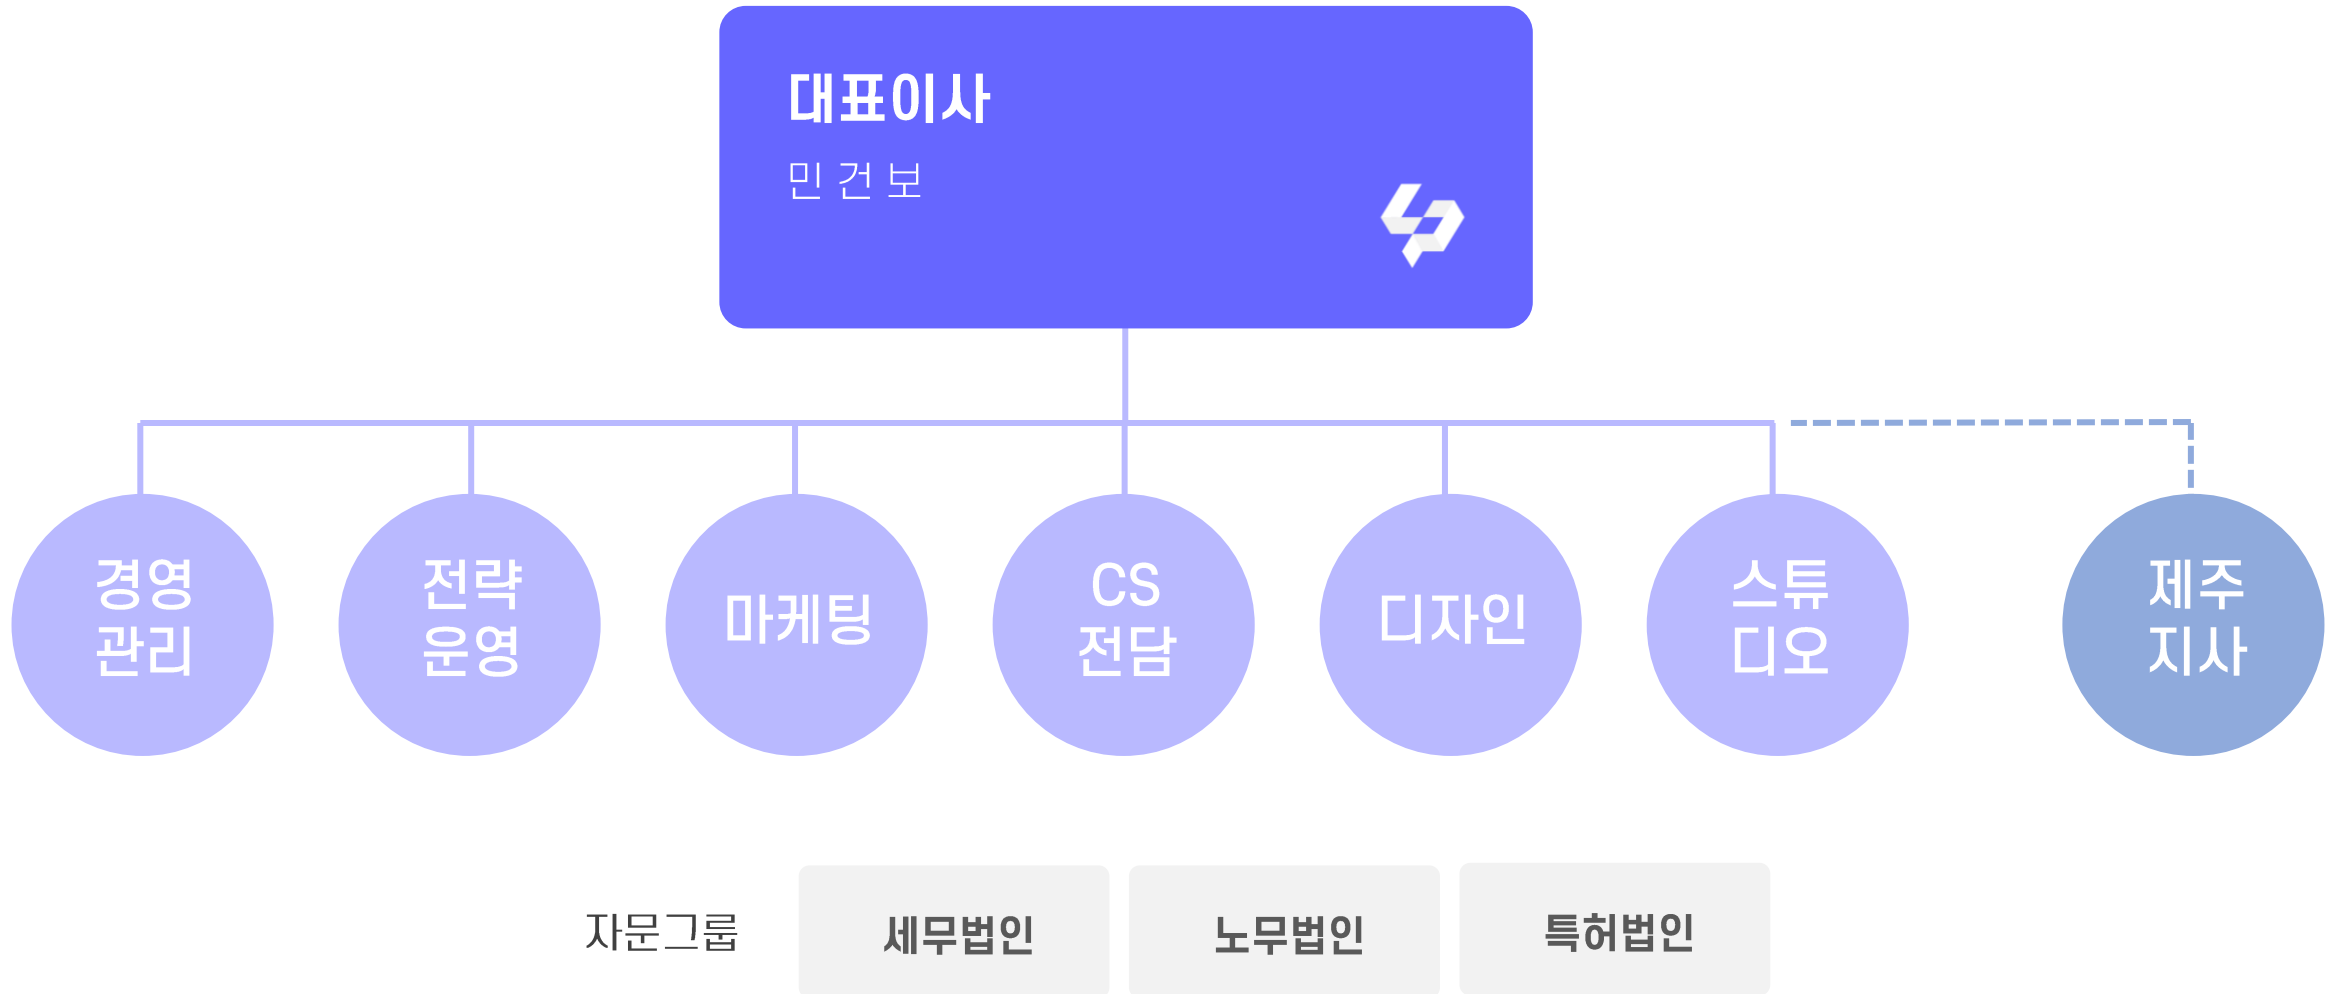 대표이사
민건보
경영
관리
전략
운영
마케팅
CS
전담
디자인
스튜
디오
제주
지사
자문그룹
세무법인
노무법인
특허법인